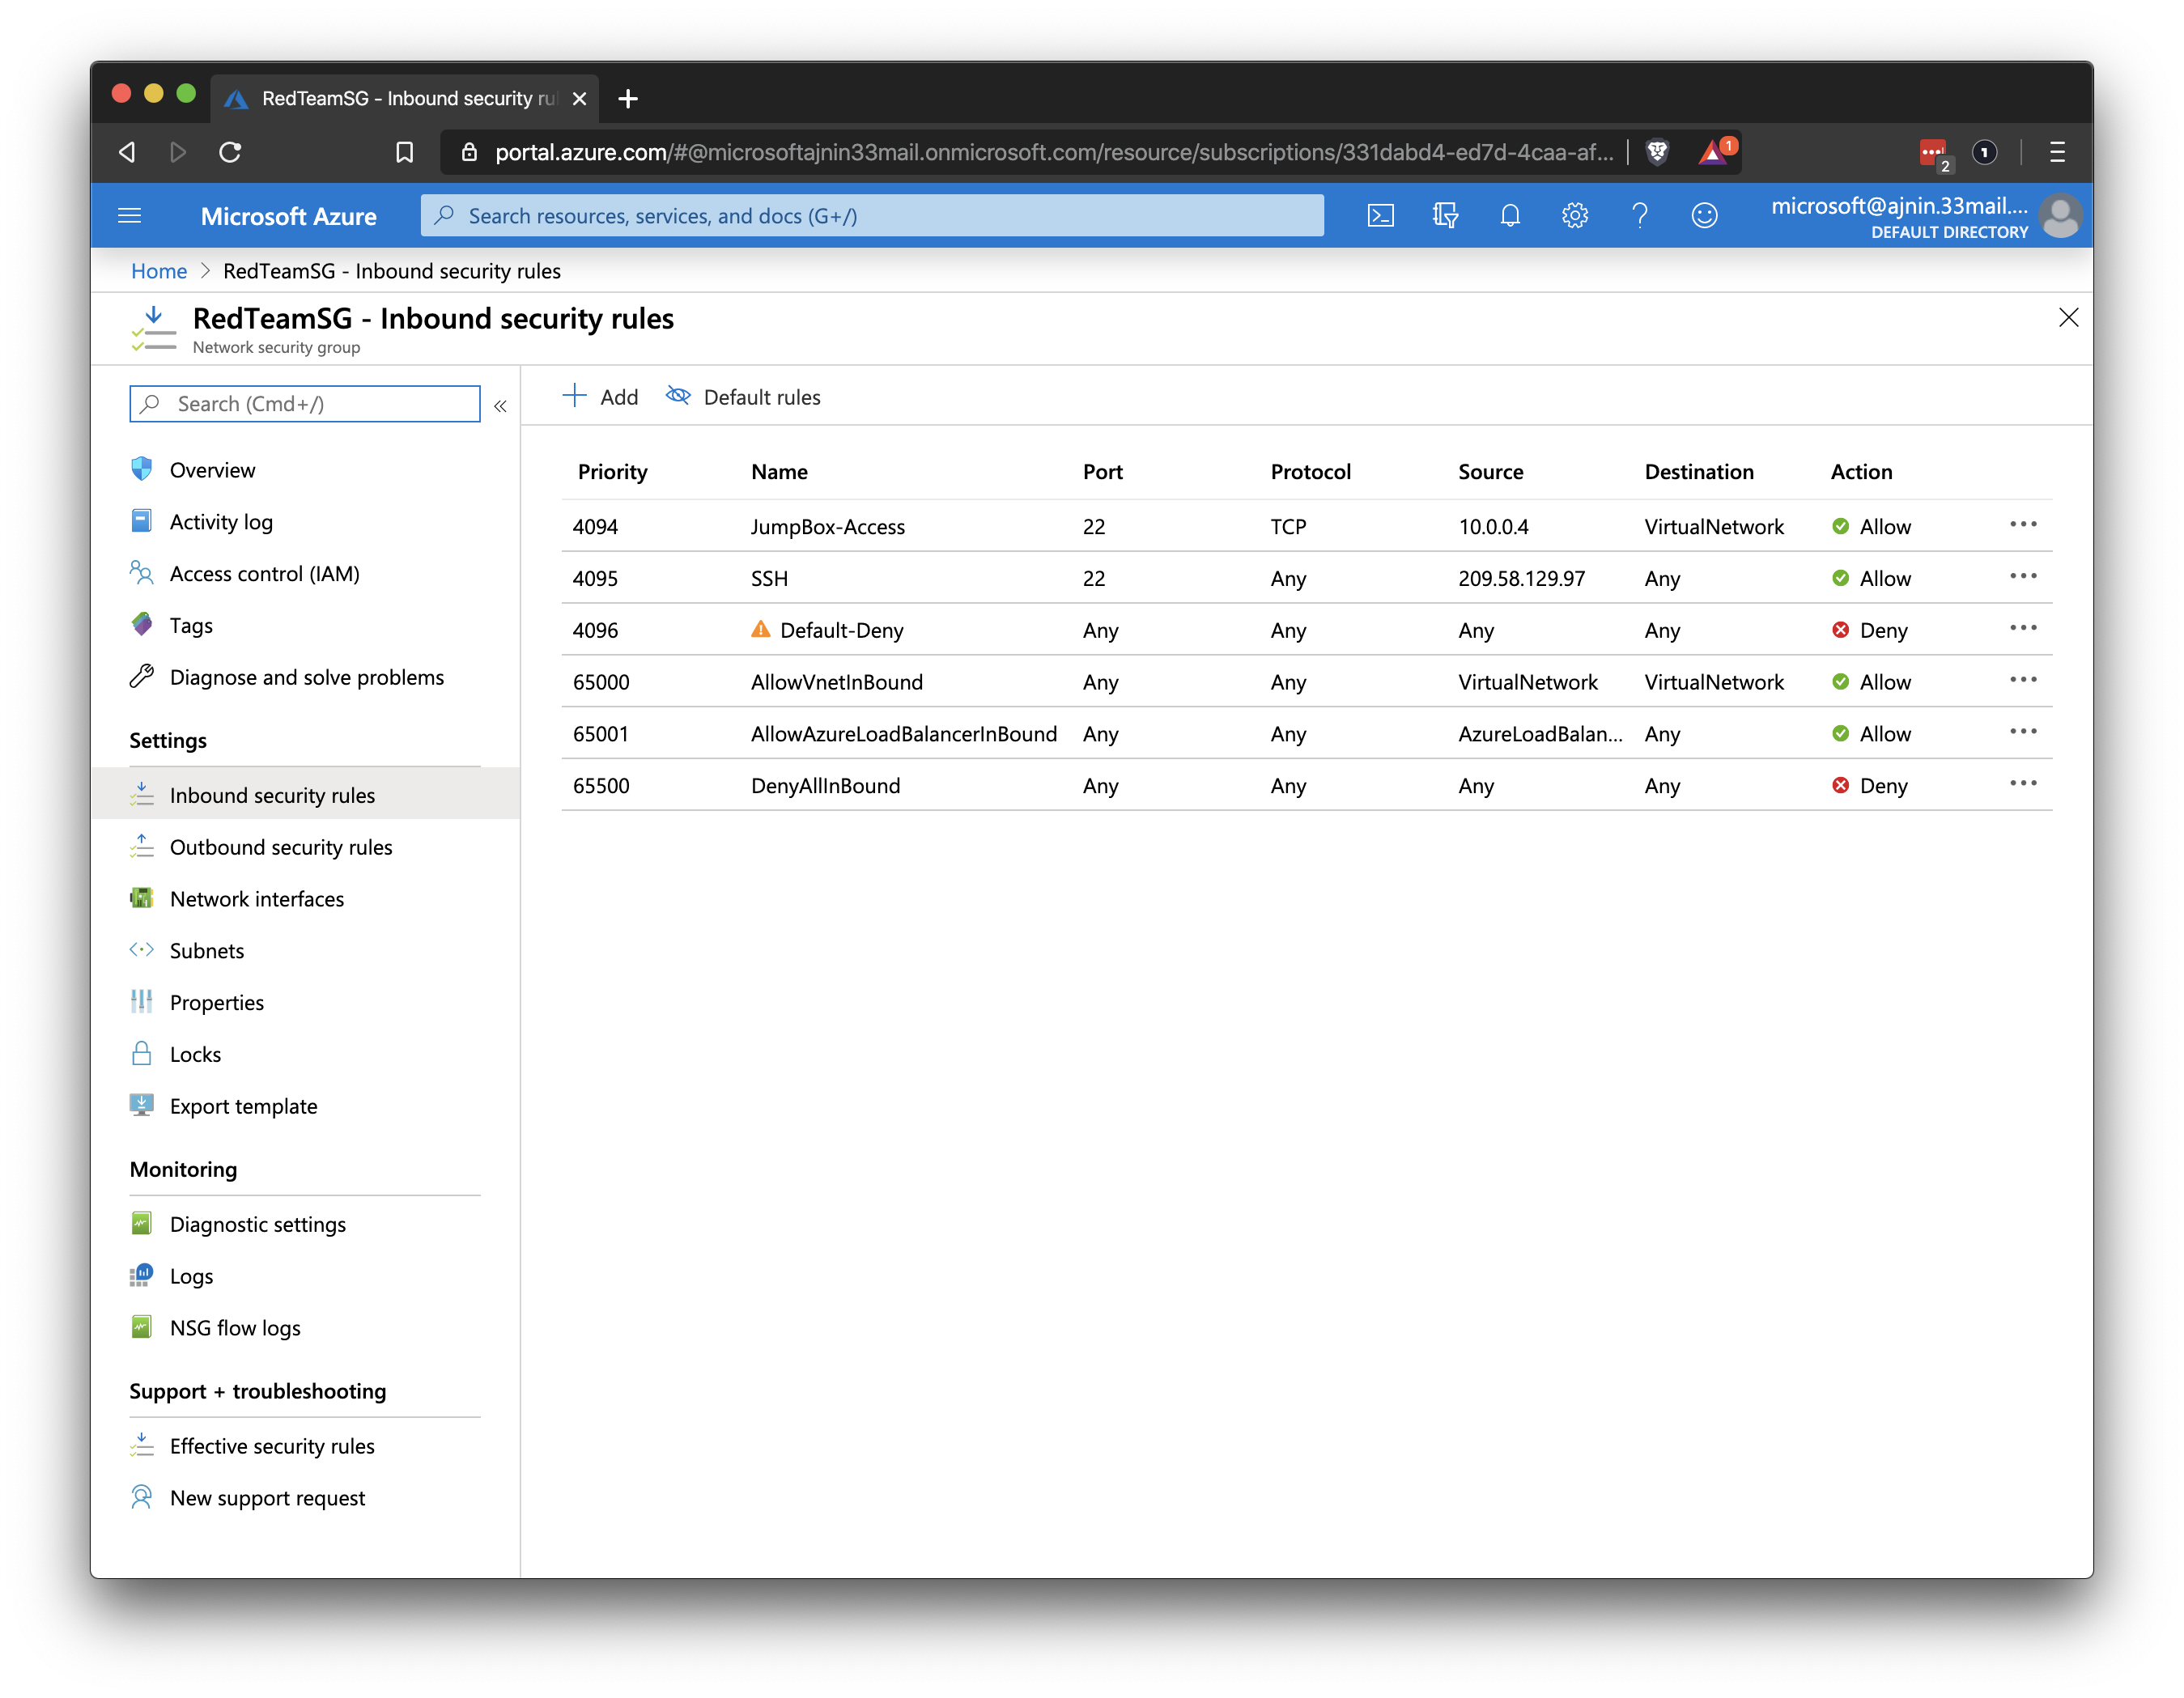 RedTeamSG - Inbound security ru
portal.azure.com/#@microsoftajnin33mail.onmicrosoft.com/resource/subscriptions/331dabd4-ed7d-4caa-af...
1
2
1
Microsoft Azure
Search resources, services, and docs (G+/)
microsoft@ajnin.33mail....
DEFAULT DIRECTORY
Home > RedTeamSG - Inbound security rules
RedTeamSG - Inbound security rules
Network security group
Search (Cmd+/)
«
Overview
Activity log
Access control (IAM)
Tags
Diagnose and solve problems
Settings
Inbound security rules
Outbound security rules
Network interfaces
Subnets
Properties
Locks
Export template
Monitoring
Diagnostic settings
Logs
NSG flow logs
Support + troubleshooting
Effective security rules
New support request
Add Default rules
Priority Name Port Protocol Source Destination Action
4094 JumpBox-Access 22 TCP 10.0.0.4 VirtualNetwork Allow ...
4095 SSH 22 Any 209.58.129.97 Any Allow ...
4096 Default-Deny Any Any Any Any Deny ...
65000 AllowVnetInBound Any Any VirtualNetwork VirtualNetwork Allow ...
65001 AllowAzureLoadBalancerInBound Any Any AzureLoadBalan... Any Allow ...
65500 DenyAllInBound Any Any Any Any Deny ...